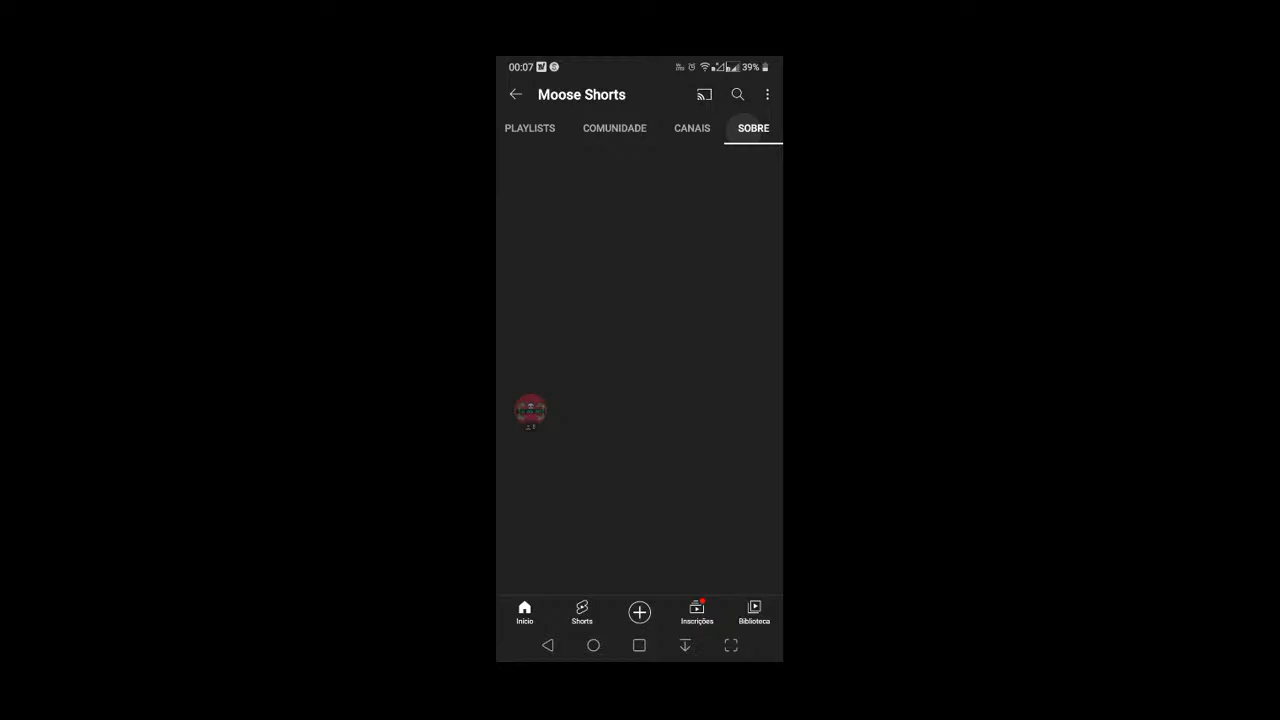 00:07 39%
Moose Shorts
PLAYLISTS COMUNIDADE CANAIS SOBRE
Início Shorts Inscrições Biblioteca